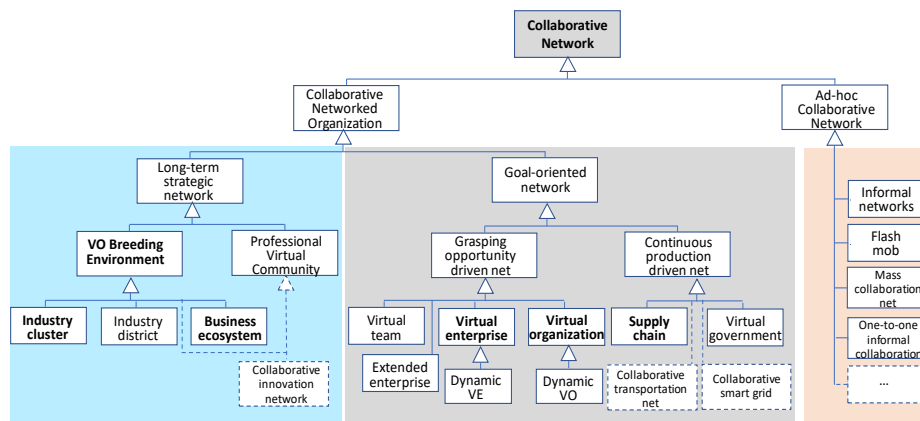 Collaborative
Network
Collaborative
Networked
Organization
Ad-hoc
Collaborative
Network
Long-term
strategic
network
Goal-oriented
network
Informal
networks
VO Breeding
Environment
Professional
Virtual
Community
Grasping
opportunity
driven net
Continuous
production
driven net
Flash
mob
Mass
collaboration
net
Industry
cluster
Industry
district
Business
ecosystem
Virtual
team
Virtual
enterprise
Virtual
organization
Supply
chain
Virtual
government
One-to-one
informal
collaboration
Collaborative
innovation
network
Extended
enterprise
Dynamic
VE
Dynamic
VO
Collaborative
transportation
net
Collaborative
smart grid
...